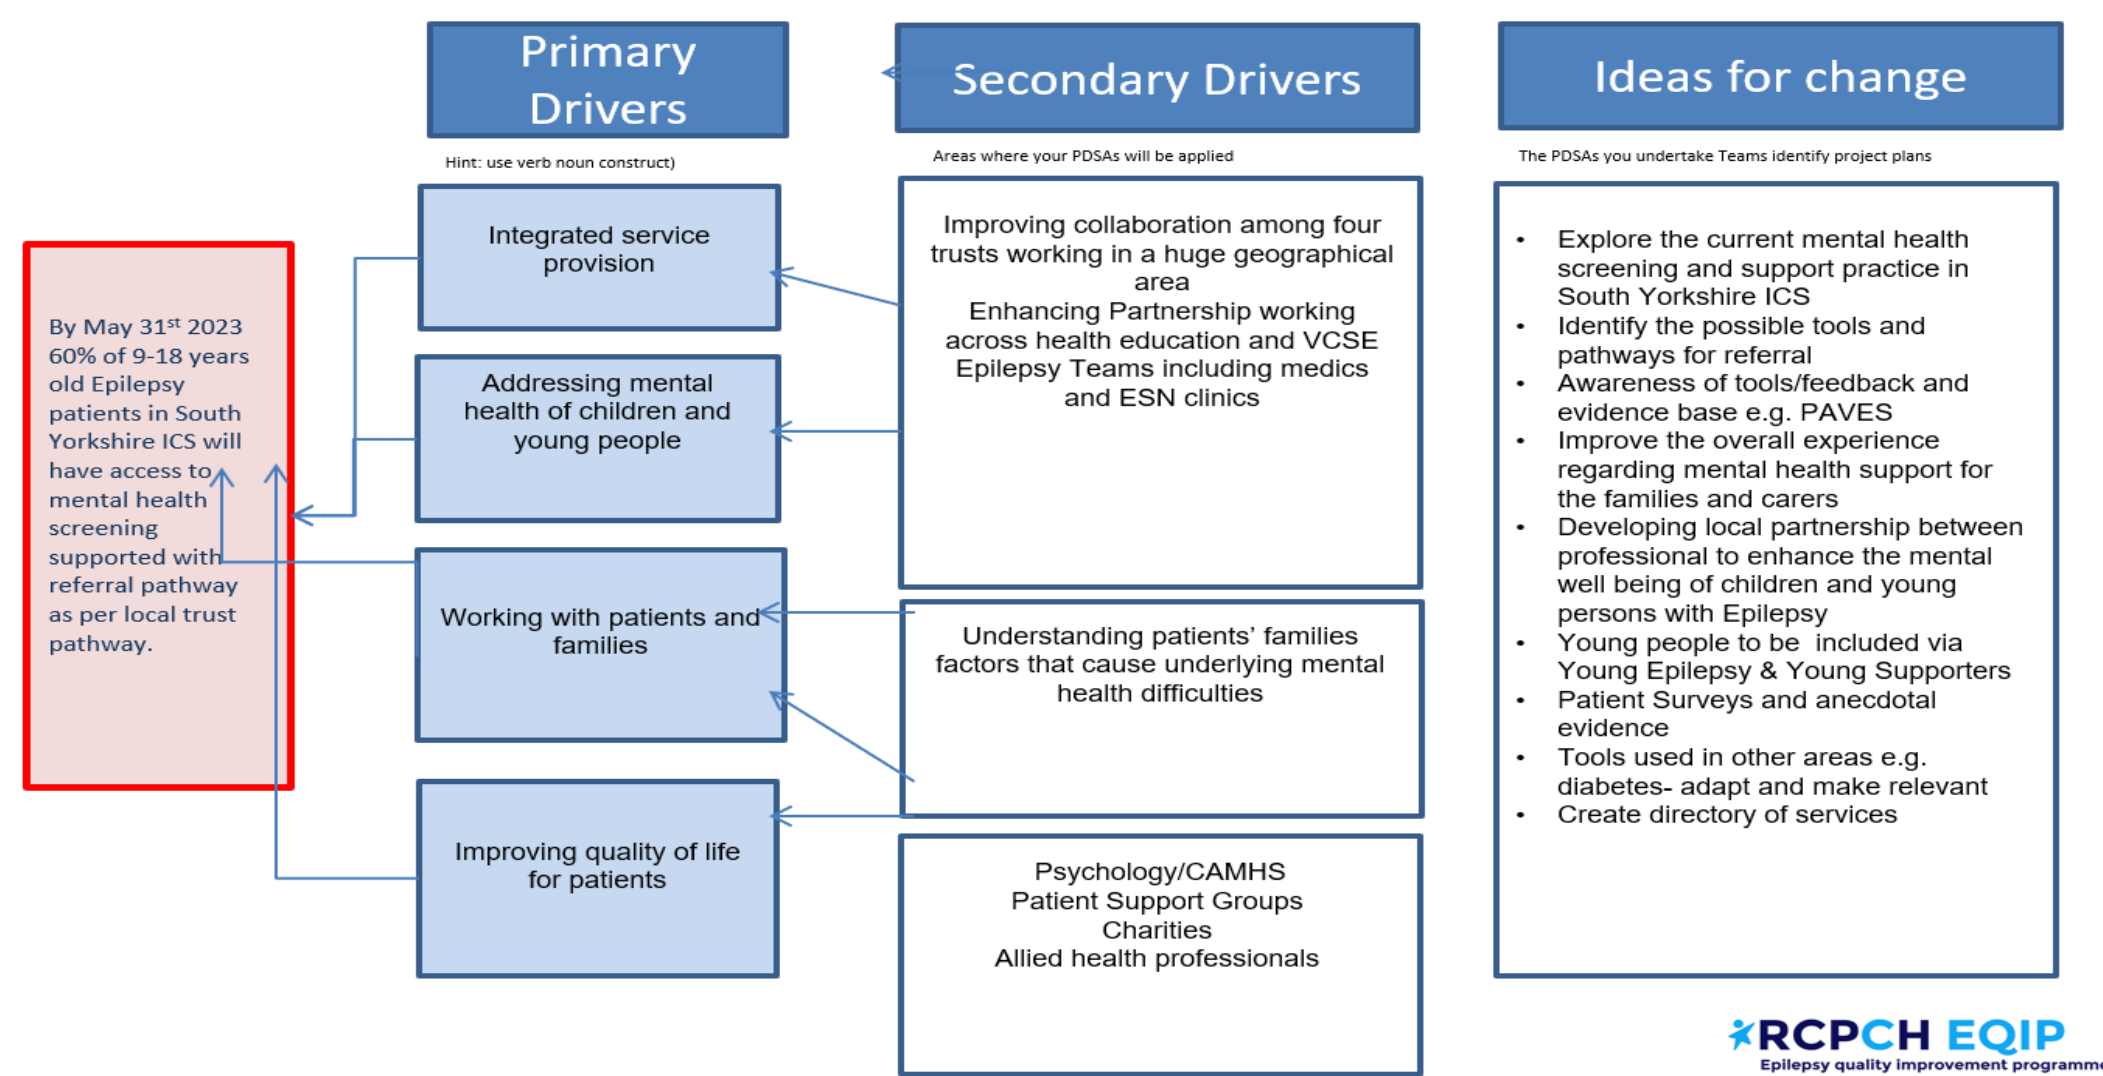 Primary
Drivers
Secondary Drivers
Ideas for change
Hint: use verb noun construct)
Areas where your PDSAs will be applied
The PDSAs you undertake Teams identify project plans
By May 31st 2023
60% of 9-18 years
old Epilepsy
patients in South
Yorkshire ICS will
have access to
mental health
screening
supported with
referral pathway
as per local trust
pathway.
Integrated service
provision
Addressing mental
health of children and
young people
Working with patients and
families
Improving quality of life
for patients
Improving collaboration among four
trusts working in a huge geographical
area
Enhancing Partnership working
across health education and VCSE
Epilepsy Teams including medics
and ESN clinics
Understanding patients’ families
factors that cause underlying mental
health difficulties
Psychology/CAMHS
Patient Support Groups
Charities
Allied health professionals
• Explore the current mental health
screening and support practice in
South Yorkshire ICS
• Identify the possible tools and
pathways for referral
• Awareness of tools/feedback and
evidence base e.g. PAVES
• Improve the overall experience
regarding mental health support for
the families and carers
• Developing local partnership between
professional to enhance the mental
well being of children and young
persons with Epilepsy
• Young people to be included via
Young Epilepsy & Young Supporters
• Patient Surveys and anecdotal
evidence
• Tools used in other areas e.g.
diabetes- adapt and make relevant
• Create directory of services
RCPCH EQIP
Epilepsy quality improvement programme